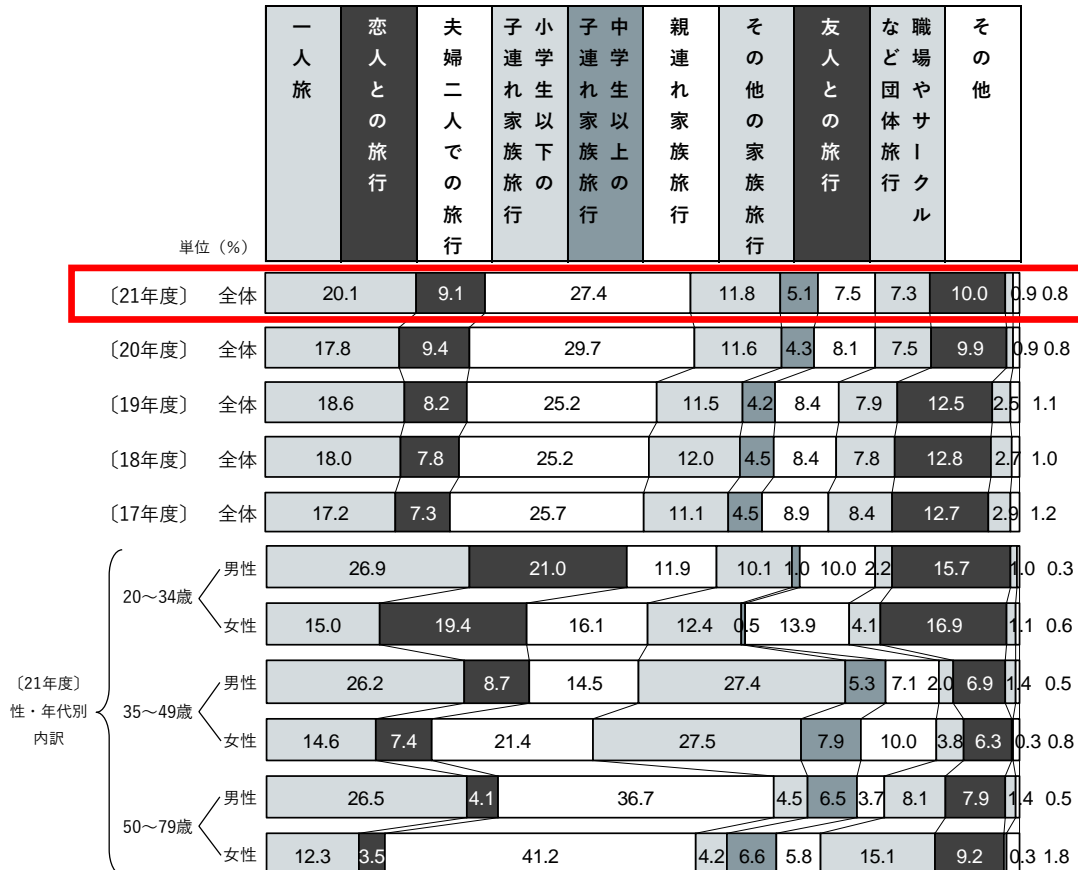 一人旅
恋人との旅行
夫婦二人での旅行
小学生以下の
子連れ家族旅行
中学生以上の
子連れ家族旅行
親連れ家族旅行
その他の家族旅行
友人との旅行
職場やサークル
など団体旅行
その他
単位（%）
〔21年度〕 全体 20.1 9.1 27.4 11.8 5.1 7.5 7.3 10.0 0.9 0.8
〔20年度〕 全体 17.8 9.4 29.7 11.6 4.3 8.1 7.5 9.9 0.9 0.8
〔19年度〕 全体 18.6 8.2 25.2 11.5 4.2 8.4 7.9 12.5 2.5 1.1
〔18年度〕 全体 18.0 7.8 25.2 12.0 4.5 8.4 7.8 12.8 2.7 1.0
〔17年度〕 全体 17.2 7.3 25.7 11.1 4.5 8.9 8.4 12.7 2.9 1.2
〔21年度〕
性・年代別
内訳
20～34歳
男性 26.9 21.0 11.9 10.1 1.0 10.0 2.2 15.7 1.0 0.3
女性 15.0 19.4 16.1 12.4 0.5 13.9 4.1 16.9 1.1 0.6
35～49歳
男性 26.2 8.7 14.5 27.4 5.3 7.1 2.0 6.9 1.4 0.5
女性 14.6 7.4 21.4 27.5 7.9 10.0 3.8 6.3 0.3 0.8
50～79歳
男性 26.5 4.1 36.7 4.5 6.5 3.7 8.1 7.9 1.4 0.5
女性 12.3 3.5 41.2 4.2 6.6 5.8 15.1 9.2 0.3 1.8